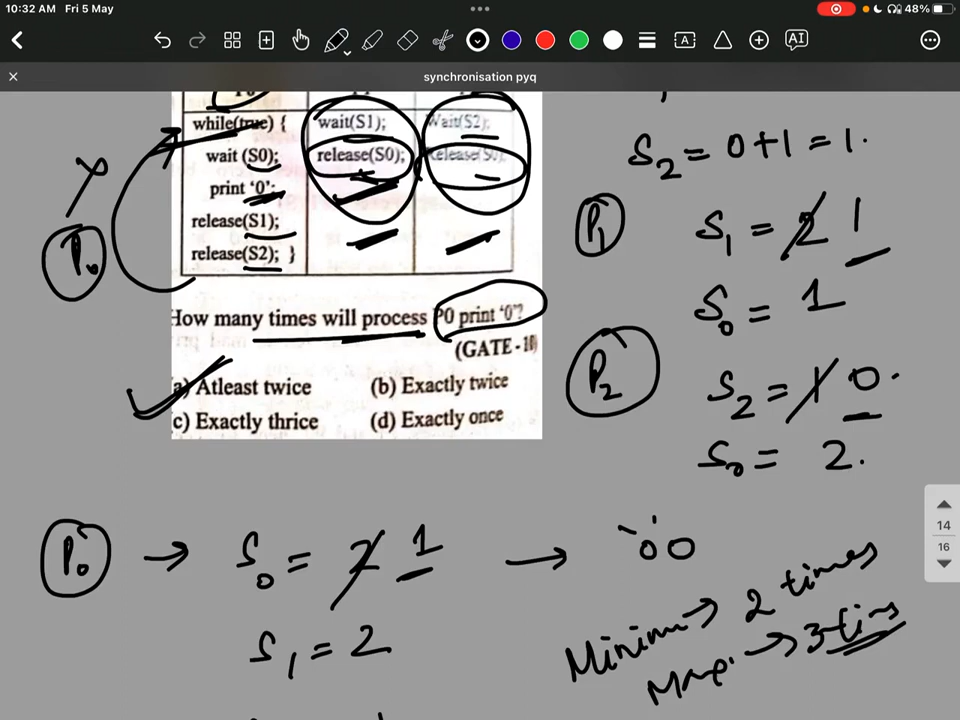 10:32 AM Fri 5 May
48%
synchronisation pyq
while(true) { wait(S1); Wait(S2);
wait (S0); release(S0); Release(S0);
print '0';
release(S1);
release(S2); }
P0
How many times will process P0 print '0'?
(GATE - 10)
(a) Atleast twice (b) Exactly twice
(c) Exactly thrice (d) Exactly once
S2 = 0+1 = 1.
P1 S1 = 2 1
S0 = 1
P2 S2 = 1 0.
S0 = 2.
P0 → S0 = 2 1 → 00
S1 = 2
Minimum → 2 times
→ 3 times
14
16